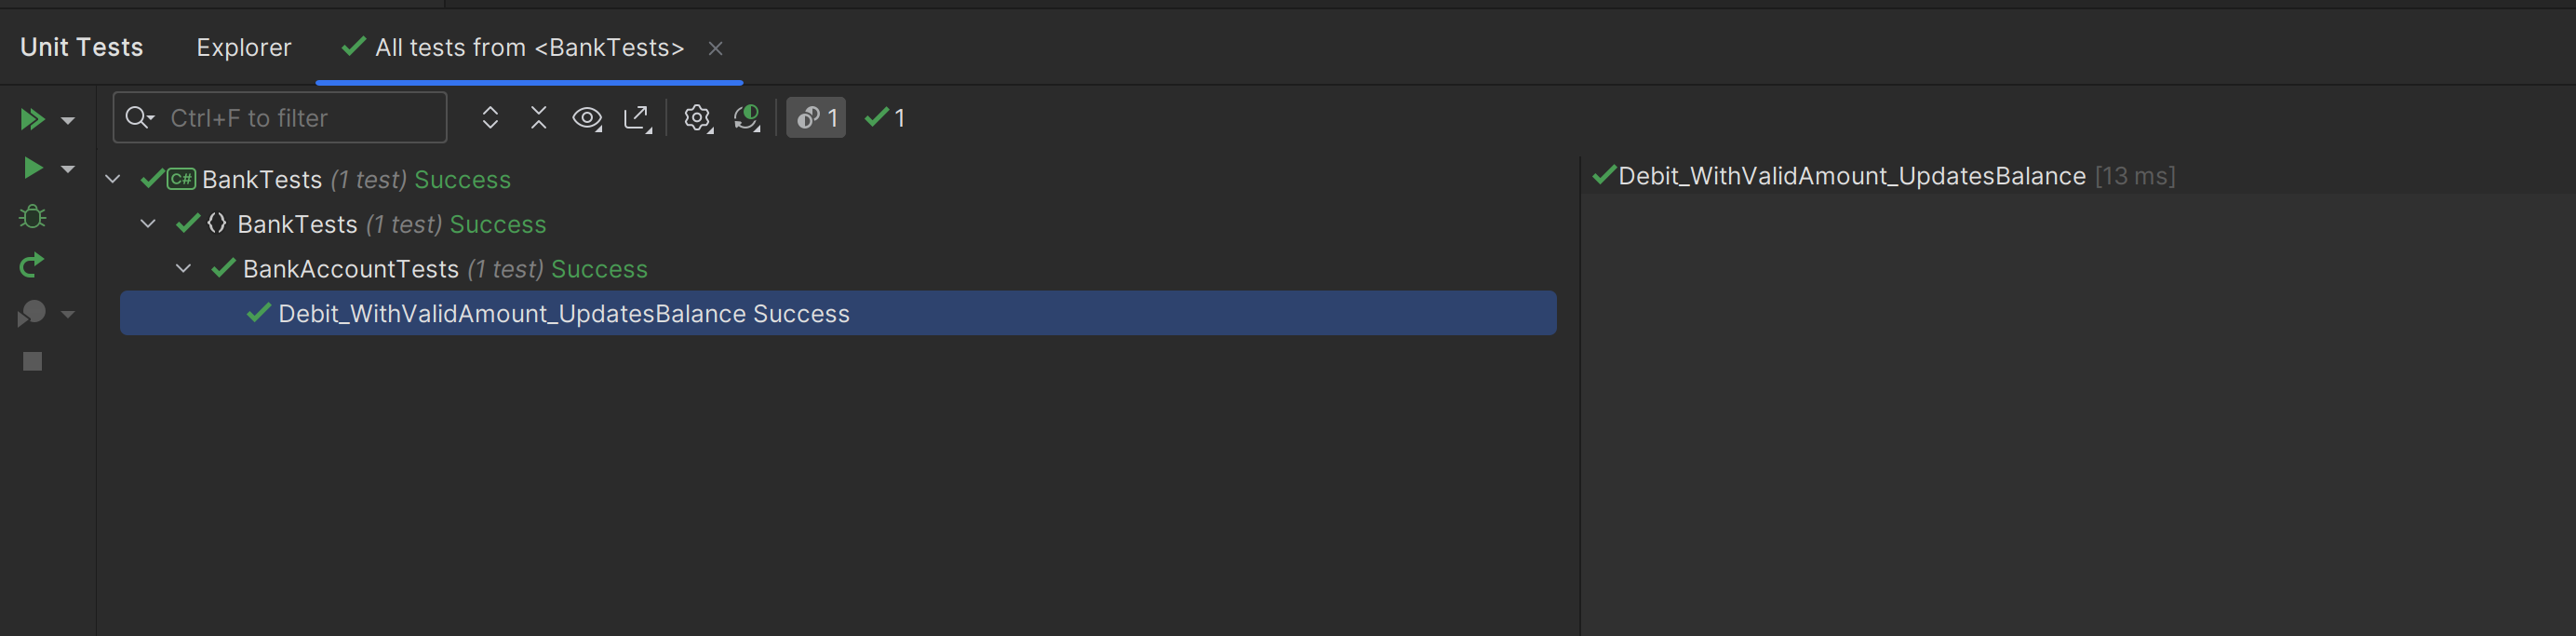 Unit Tests Explorer All tests from <BankTests>
Ctrl+F to filter 1 1
C# BankTests (1 test) Success
BankTests (1 test) Success
BankAccountTests (1 test) Success
Debit_WithValidAmount_UpdatesBalance Success
Debit_WithValidAmount_UpdatesBalance [13 ms]